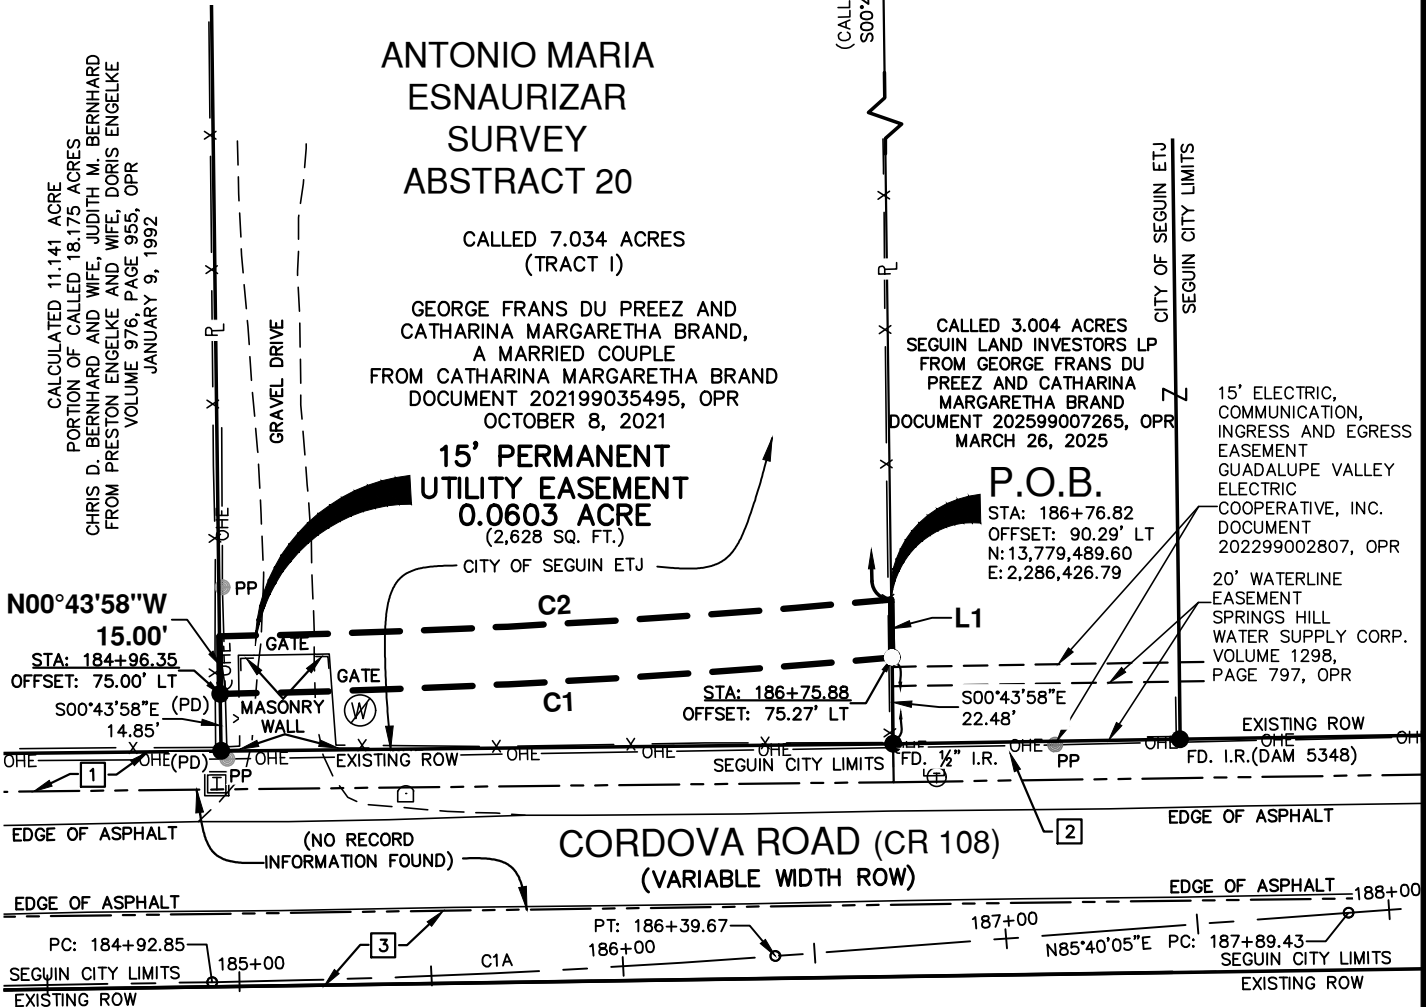 ANTONIO MARIA
ESNAURIZAR
SURVEY
ABSTRACT 20
CALLED 7.034 ACRES
(TRACT I)
GEORGE FRANS DU PREEZ AND
CATHARINA MARGARETHA BRAND,
A MARRIED COUPLE
FROM CATHARINA MARGARETHA BRAND
DOCUMENT 202199035495, OPR
OCTOBER 8, 2021
15' PERMANENT
UTILITY EASEMENT
0.0603 ACRE
(2,628 SQ. FT.)
CITY OF SEGUIN ETJ
CALCULATED 11.141 ACRE
PORTION OF CALLED 18.175 ACRES
CHRIS D. BERNHARD AND WIFE, JUDITH M. BERNHARD
FROM PRESTON ENGELKE AND WIFE, DORIS ENGELKE
VOLUME 976, PAGE 955, OPR
JANUARY 9, 1992
GRAVEL DRIVE
PL
PL
(CALL
S00°4
CITY OF SEGUIN ETJ
SEGUIN CITY LIMITS
CALLED 3.004 ACRES
SEGUIN LAND INVESTORS LP
FROM GEORGE FRANS DU
PREEZ AND CATHARINA
MARGARETHA BRAND
DOCUMENT 202599007265, OPR
MARCH 26, 2025
P.O.B.
STA: 186+76.82
OFFSET: 90.29' LT
N:13,779,489.60
E:2,286,426.79
15' ELECTRIC,
COMMUNICATION,
INGRESS AND EGRESS
EASEMENT
GUADALUPE VALLEY
ELECTRIC
COOPERATIVE, INC.
DOCUMENT
202299002807, OPR
20' WATERLINE
EASEMENT
SPRINGS HILL
WATER SUPPLY CORP.
VOLUME 1298,
PAGE 797, OPR
OHE
PP
N00°43'58"W
15.00'
STA: 184+96.35
OFFSET: 75.00' LT
(PD)
S00°43'58"E
14.85'
OHE
GATE
GATE
MASONRY
WALL
W
C2
C1
L1
STA: 186+75.88
OFFSET: 75.27' LT
S00°43'58"E
22.48'
EXISTING ROW
OHE
OHE
(PD)
PP
OHE
EXISTING ROW
OHE
OHE
OHE
SEGUIN CITY LIMITS
OHE
FD. ½" I.R.
OHE
PP
OHE
OHE
OH
FD. I.R.(DAM 5348)
1
I
T
2
EDGE OF ASPHALT
EDGE OF ASPHALT
(NO RECORD
INFORMATION FOUND)
CORDOVA ROAD (CR 108)
(VARIABLE WIDTH ROW)
EDGE OF ASPHALT
EDGE OF ASPHALT
188+00
PC: 184+92.85
3
PT: 186+39.67
186+00
187+00
N85°40'05"E
PC: 187+89.43
SEGUIN CITY LIMITS
185+00
C1A
SEGUIN CITY LIMITS
EXISTING ROW
EXISTING ROW